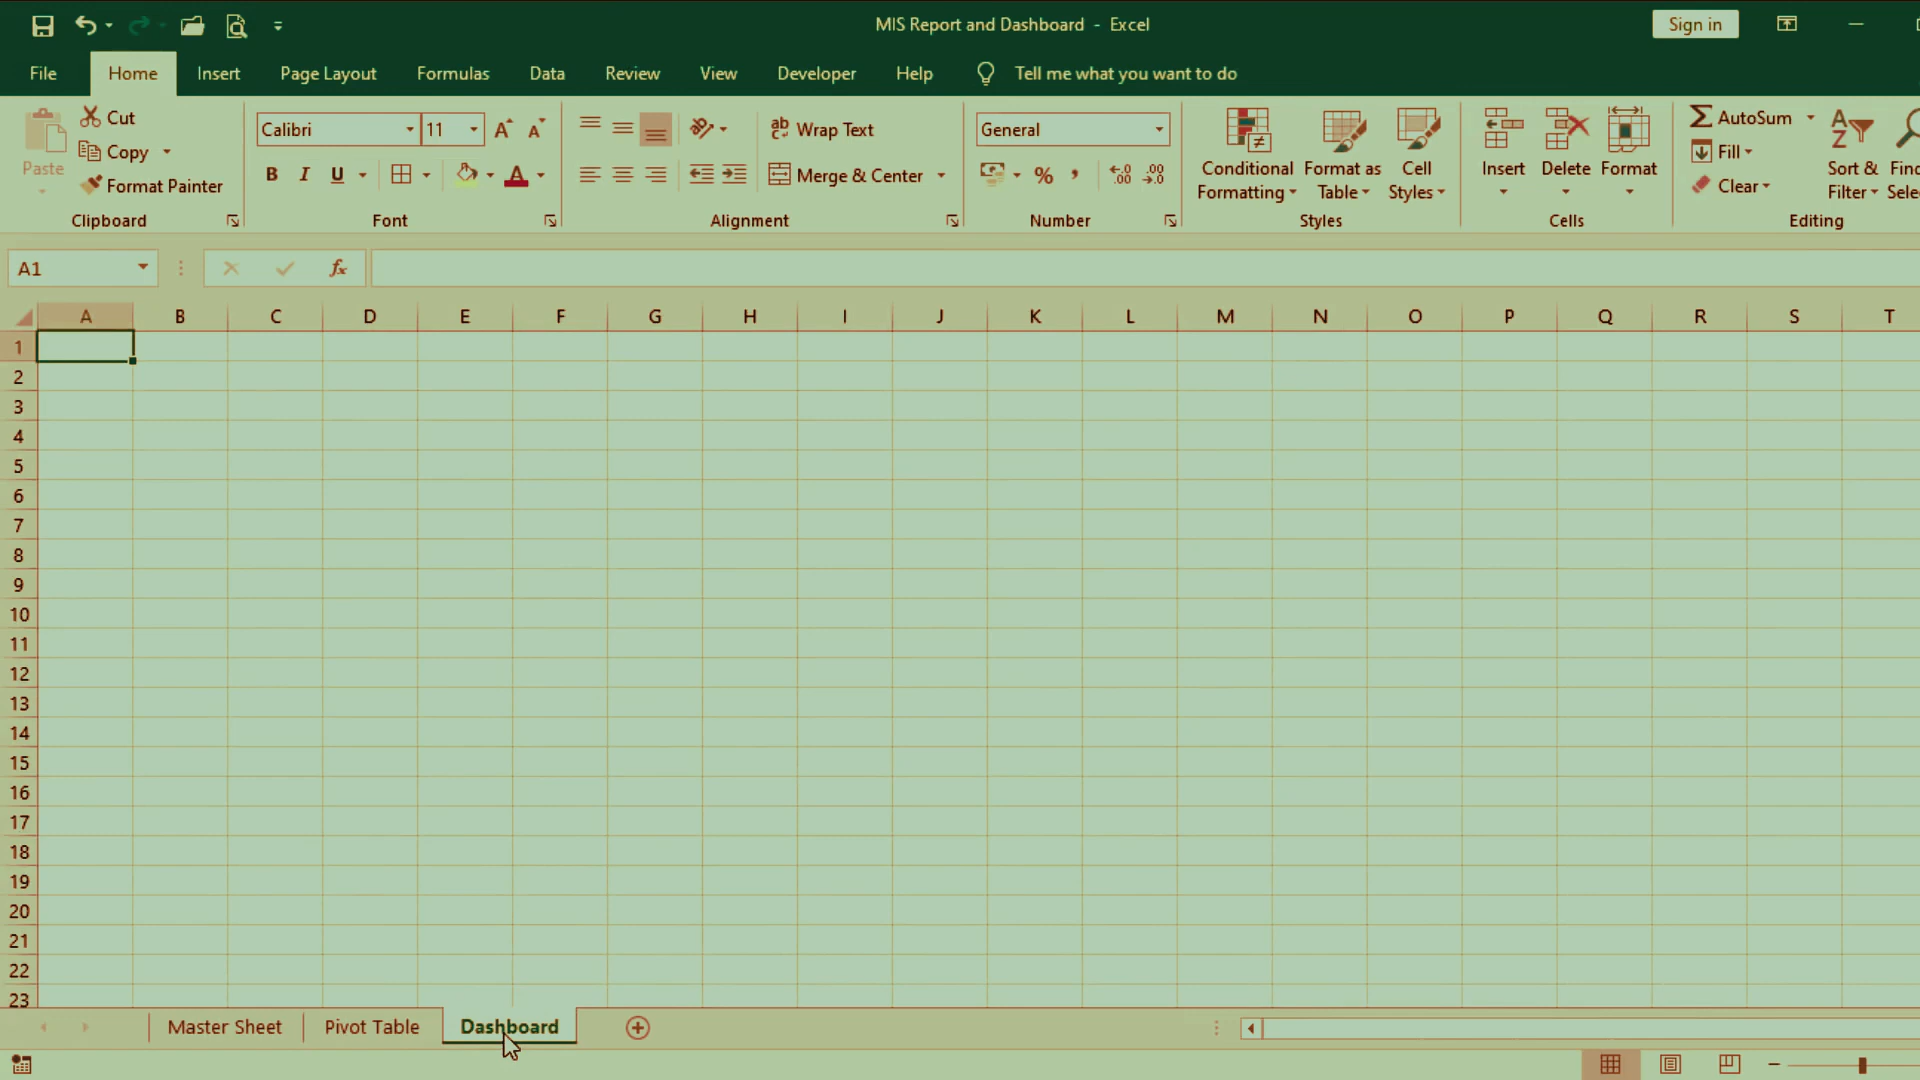 MIS Report and Dashboard - Excel
Sign in
File Home Insert Page Layout Formulas Data Review View Developer Help Tell me what you want to do
Paste
Cut
Copy
Format Painter
Clipboard
Calibri 11
B I U
Font
Wrap Text
Merge & Center
Alignment
General
Number
Conditional Formatting
Format as Table
Cell Styles
Styles
Insert
Delete
Format
Cells
AutoSum
Fill
Clear
Sort & Filter
Editing
A1
fx
A B C D E F G H I J K L M N O P Q R S T
1
2
3
4
5
6
7
8
9
10
11
12
13
14
15
16
17
18
19
20
21
22
23
Master Sheet Pivot Table Dashboard